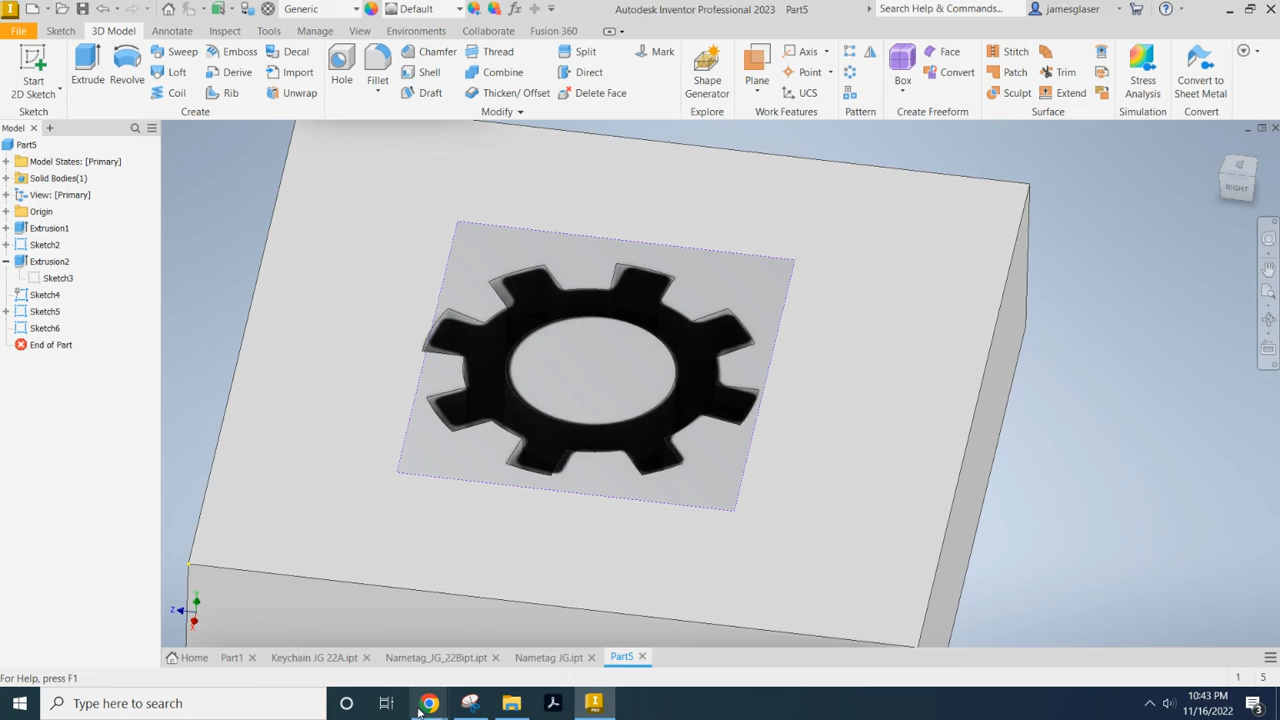 Generic
Default
Autodesk Inventor Professional 2023
Part5
Search Help & Commands...
jamesglaser
File
Sketch
3D Model
Annotate
Inspect
Tools
Manage
View
Environments
Collaborate
Fusion 360
Start
2D Sketch
Sketch
Extrude
Revolve
Sweep
Emboss
Decal
Loft
Derive
Import
Coil
Rib
Unwrap
Create
Hole
Fillet
Chamfer
Thread
Split
Mark
Shell
Combine
Direct
Draft
Thicken/ Offset
Delete Face
Modify
Shape
Generator
Explore
Plane
Axis
Point
UCS
Work Features
Pattern
Box
Face
Convert
Create Freeform
Stitch
Patch
Trim
Sculpt
Extend
Surface
Stress
Analysis
Simulation
Convert to
Sheet Metal
Convert
Model
Part5
Model States: [Primary]
Solid Bodies(1)
View: [Primary]
Origin
Extrusion1
Sketch2
Extrusion2
Sketch3
Sketch4
Sketch5
Sketch6
End of Part
RIGHT
Z
Y
X
Home
Part1
Keychain JG 22A.ipt
Nametag_JG_22Bipt.ipt
Nametag JG.ipt
Part5
For Help, press F1
1
5
Type here to search
10:43 PM
11/16/2022
3